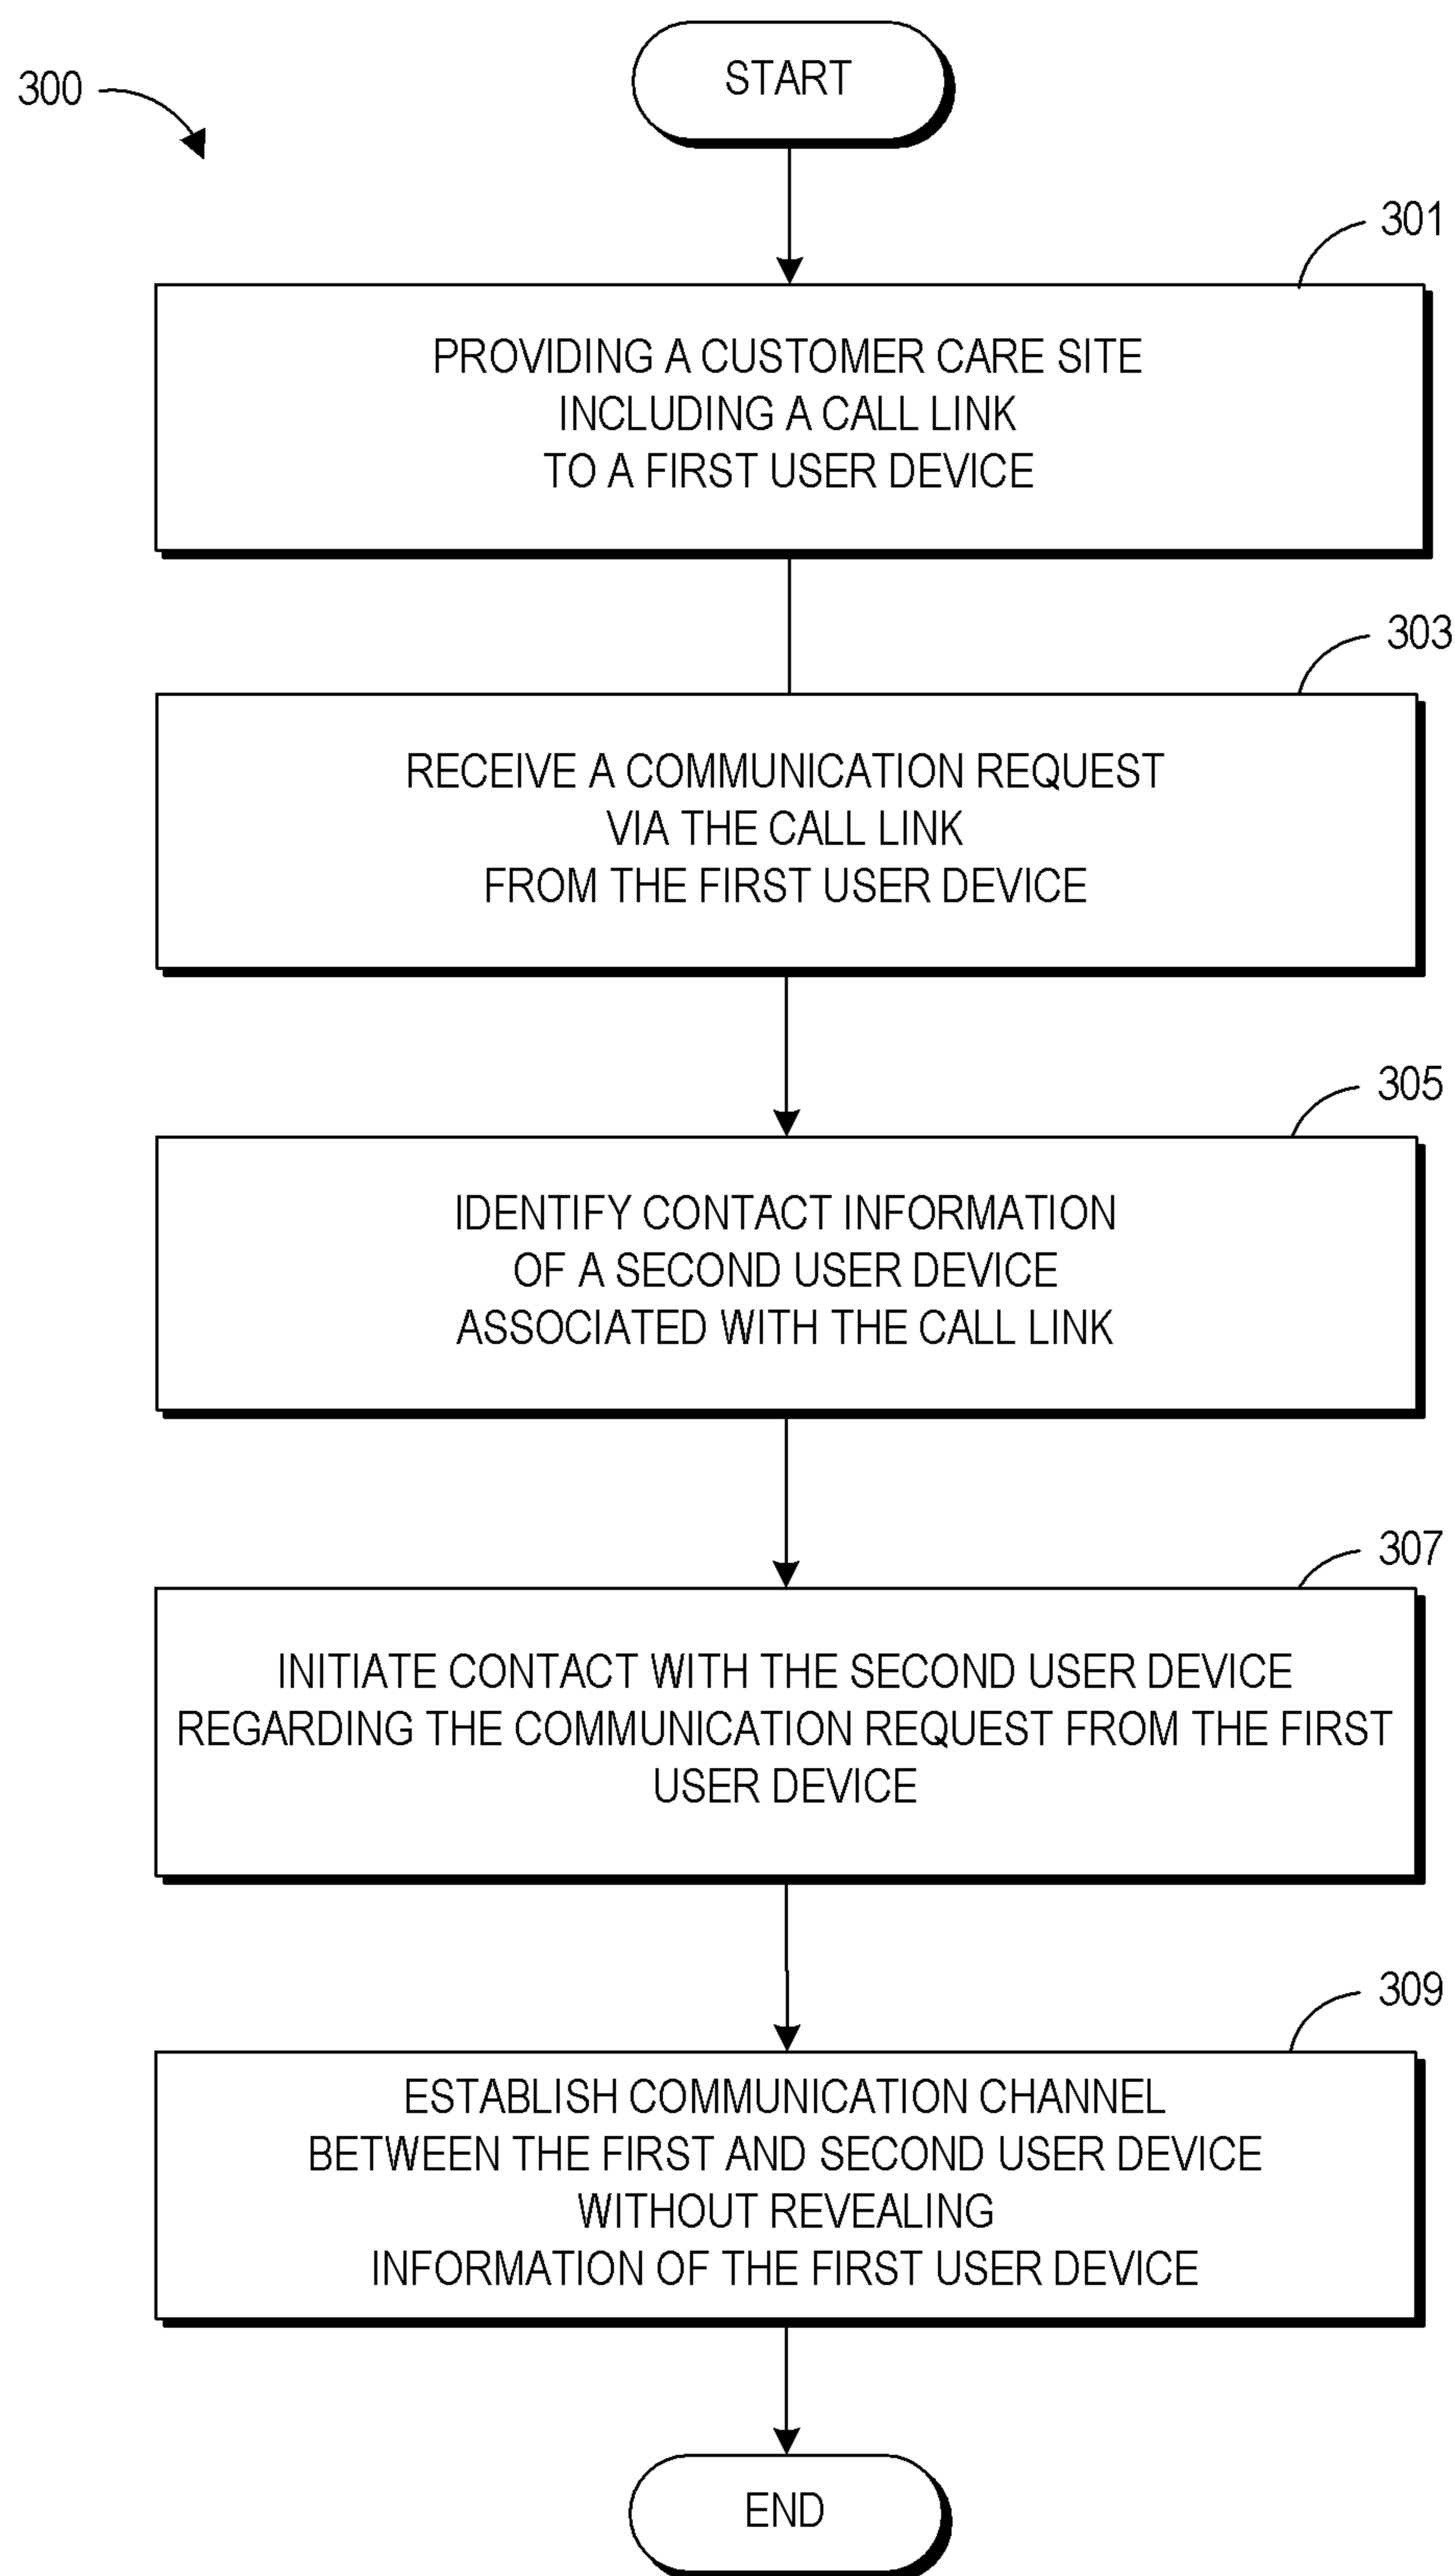 START
300
301
PROVIDING A CUSTOMER CARE SITE
INCLUDING A CALL LINK
TO A FIRST USER DEVICE
303
RECEIVE A COMMUNICATION REQUEST
VIA THE CALL LINK
FROM THE FIRST USER DEVICE
305
IDENTIFY CONTACT INFORMATION
OF A SECOND USER DEVICE
ASSOCIATED WITH THE CALL LINK
307
INITIATE CONTACT WITH THE SECOND USER DEVICE
REGARDING THE COMMUNICATION REQUEST FROM THE FIRST
USER DEVICE
309
ESTABLISH COMMUNICATION CHANNEL
BETWEEN THE FIRST AND SECOND USER DEVICE
WITHOUT REVEALING
INFORMATION OF THE FIRST USER DEVICE
END